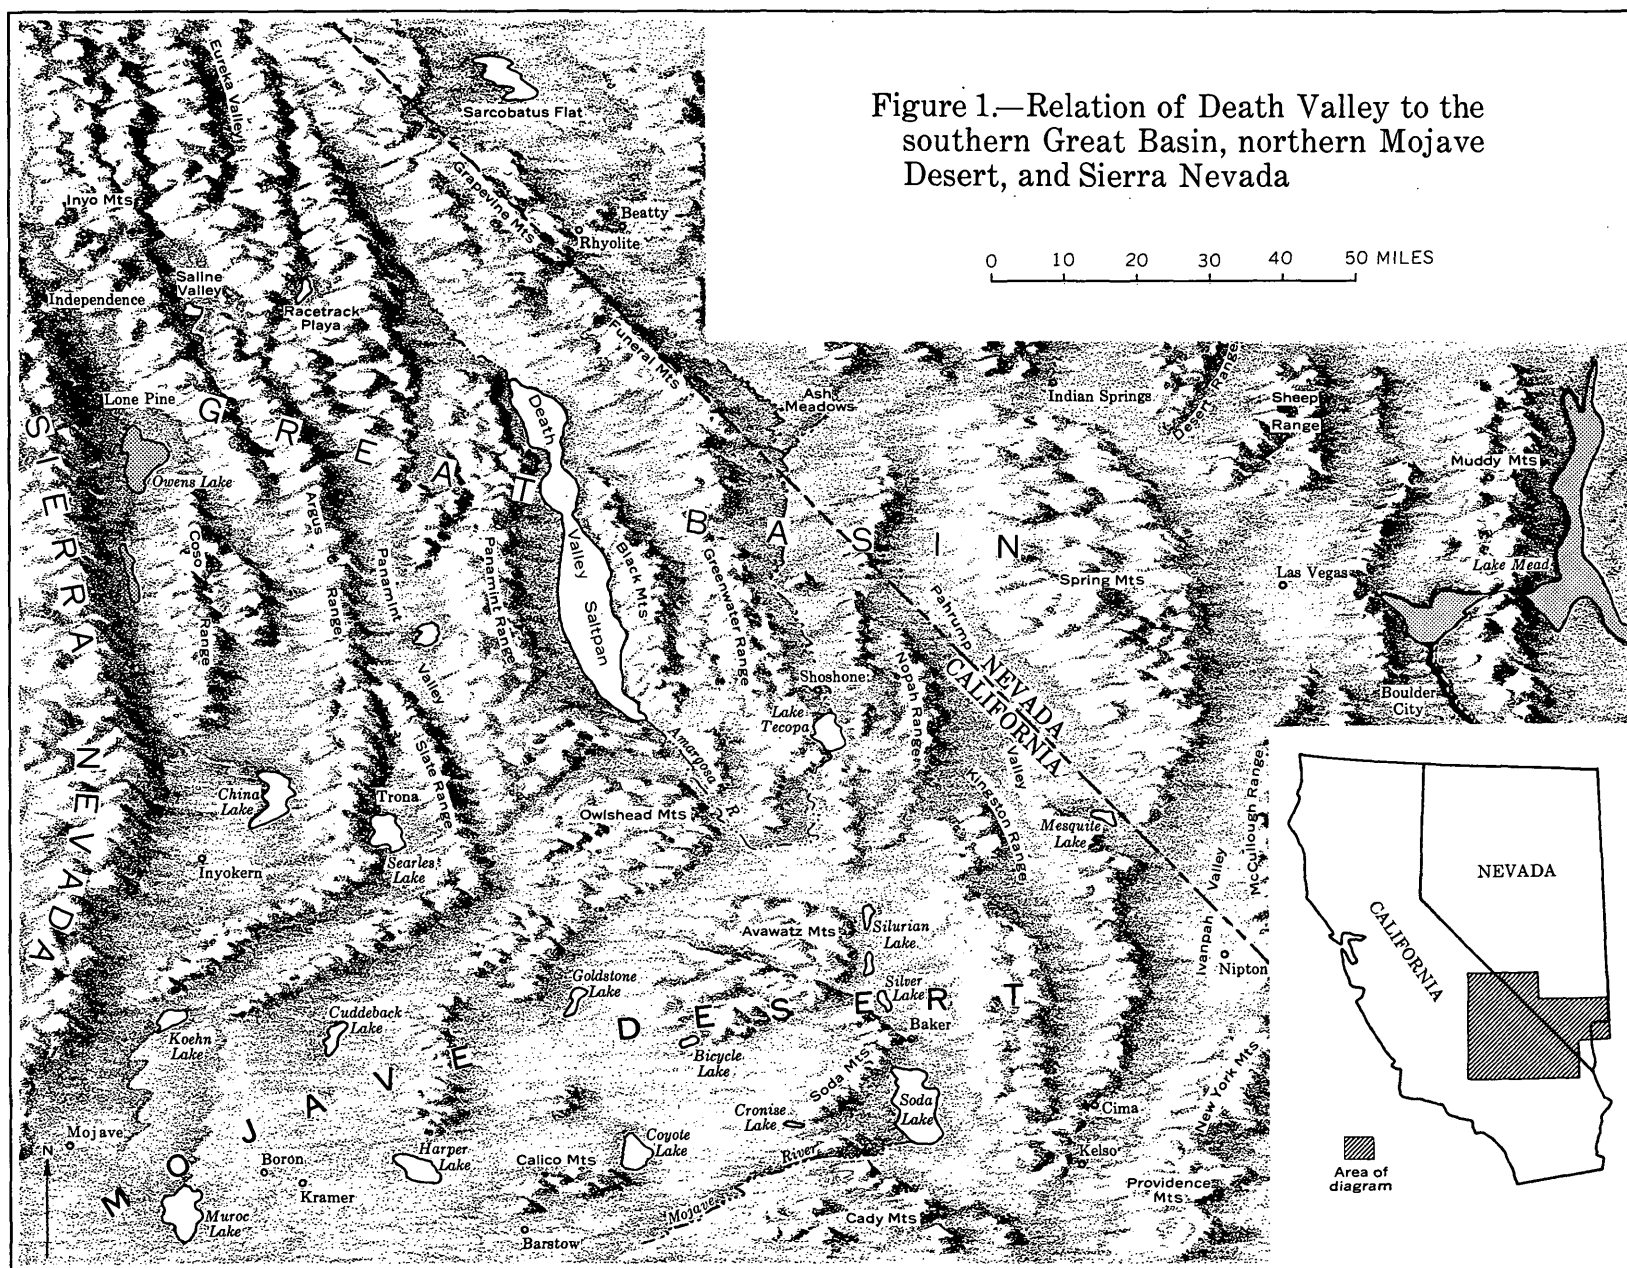 Figure 1.—Relation of Death Valley to the
southern Great Basin, northern Mojave
Desert, and Sierra Nevada
0 10 20 30 40 50 MILES
Eureka Valley
Sarcobatus Flat
Grapevine Mts
Inyo Mts
Beatty
Rhyolite
Saline
Valley
Independence
Racetrack
Playa
Funeral Mts
Ash
Meadows
Indian Springs
Desert Range
Sheep
Range
Lone Pine
Death
Valley
Saltpan
SIERRA NEVADA
GREAT BASIN
Muddy Mts
Owens Lake
Argus
Range
Coso
Range
Panamint
Valley
Panamint Range
Black Mts
Greenwater Range
Spring Mts
Las Vegas
Lake Mead
Pahrump
Valley
NEVADA
CALIFORNIA
Nopah Range
Shoshone
Lake
Tecopa
Boulder
City
Amargosa R
Slate Range
China
Lake
Trona
Owlshead Mts
Kingston Range
Mesquite
Lake
McCullough Range
Searles
Lake
Inyokern
Ivanpah Valley
Nipton
Avawatz Mts
Silurian
Lake
Goldstone
Lake
Silver
Lake
Baker
MOJAVE DESERT
Cuddeback
Lake
Koehn
Lake
Bicycle
Lake
Soda Mts
Soda
Lake
New York Mts
Cronise
Lake
Cima
Mojave
N
Boron
Harper
Lake
Coyote
Lake
Calico Mts
Mojave River
Kelso
Kramer
Providence
Mts
Muroc
Lake
Cady Mts
Barstow
NEVADA
CALIFORNIA
Area of
diagram